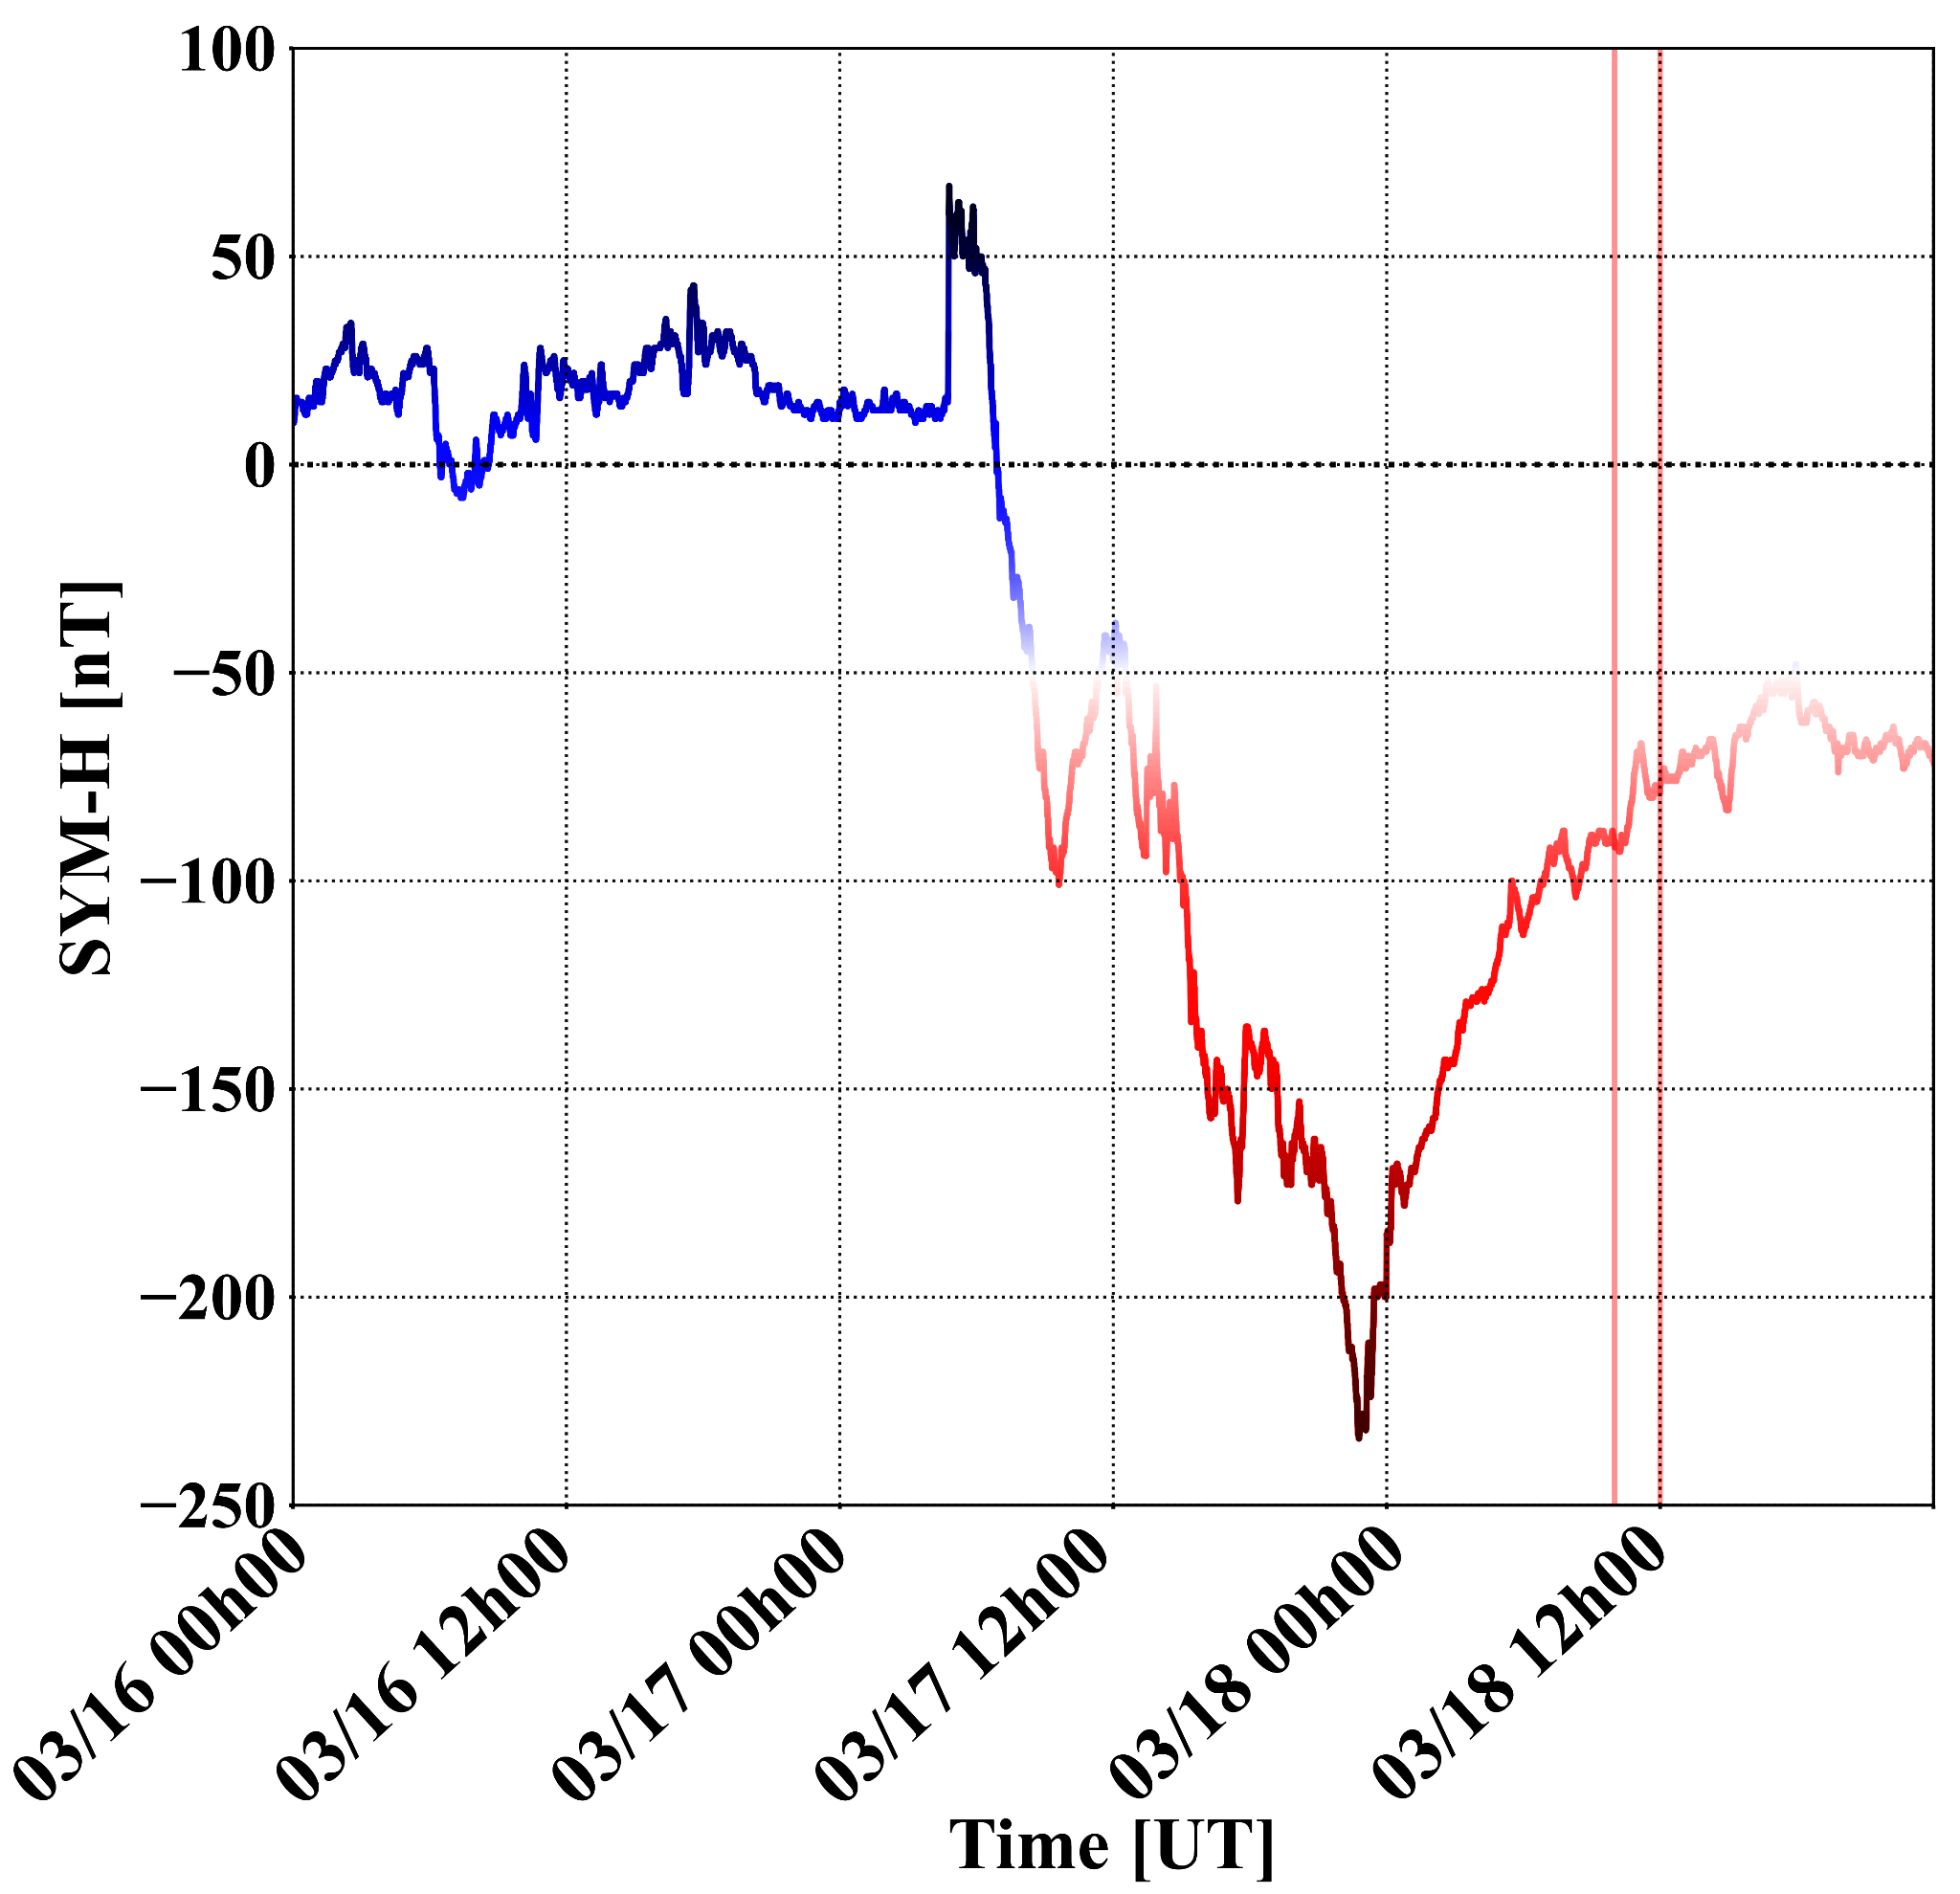 100
50
0
−50
−100
−150
−200
−250
SYM-H [nT]
03/16 00h00
03/16 12h00
03/17 00h00
03/17 12h00
03/18 00h00
03/18 12h00
Time [UT]